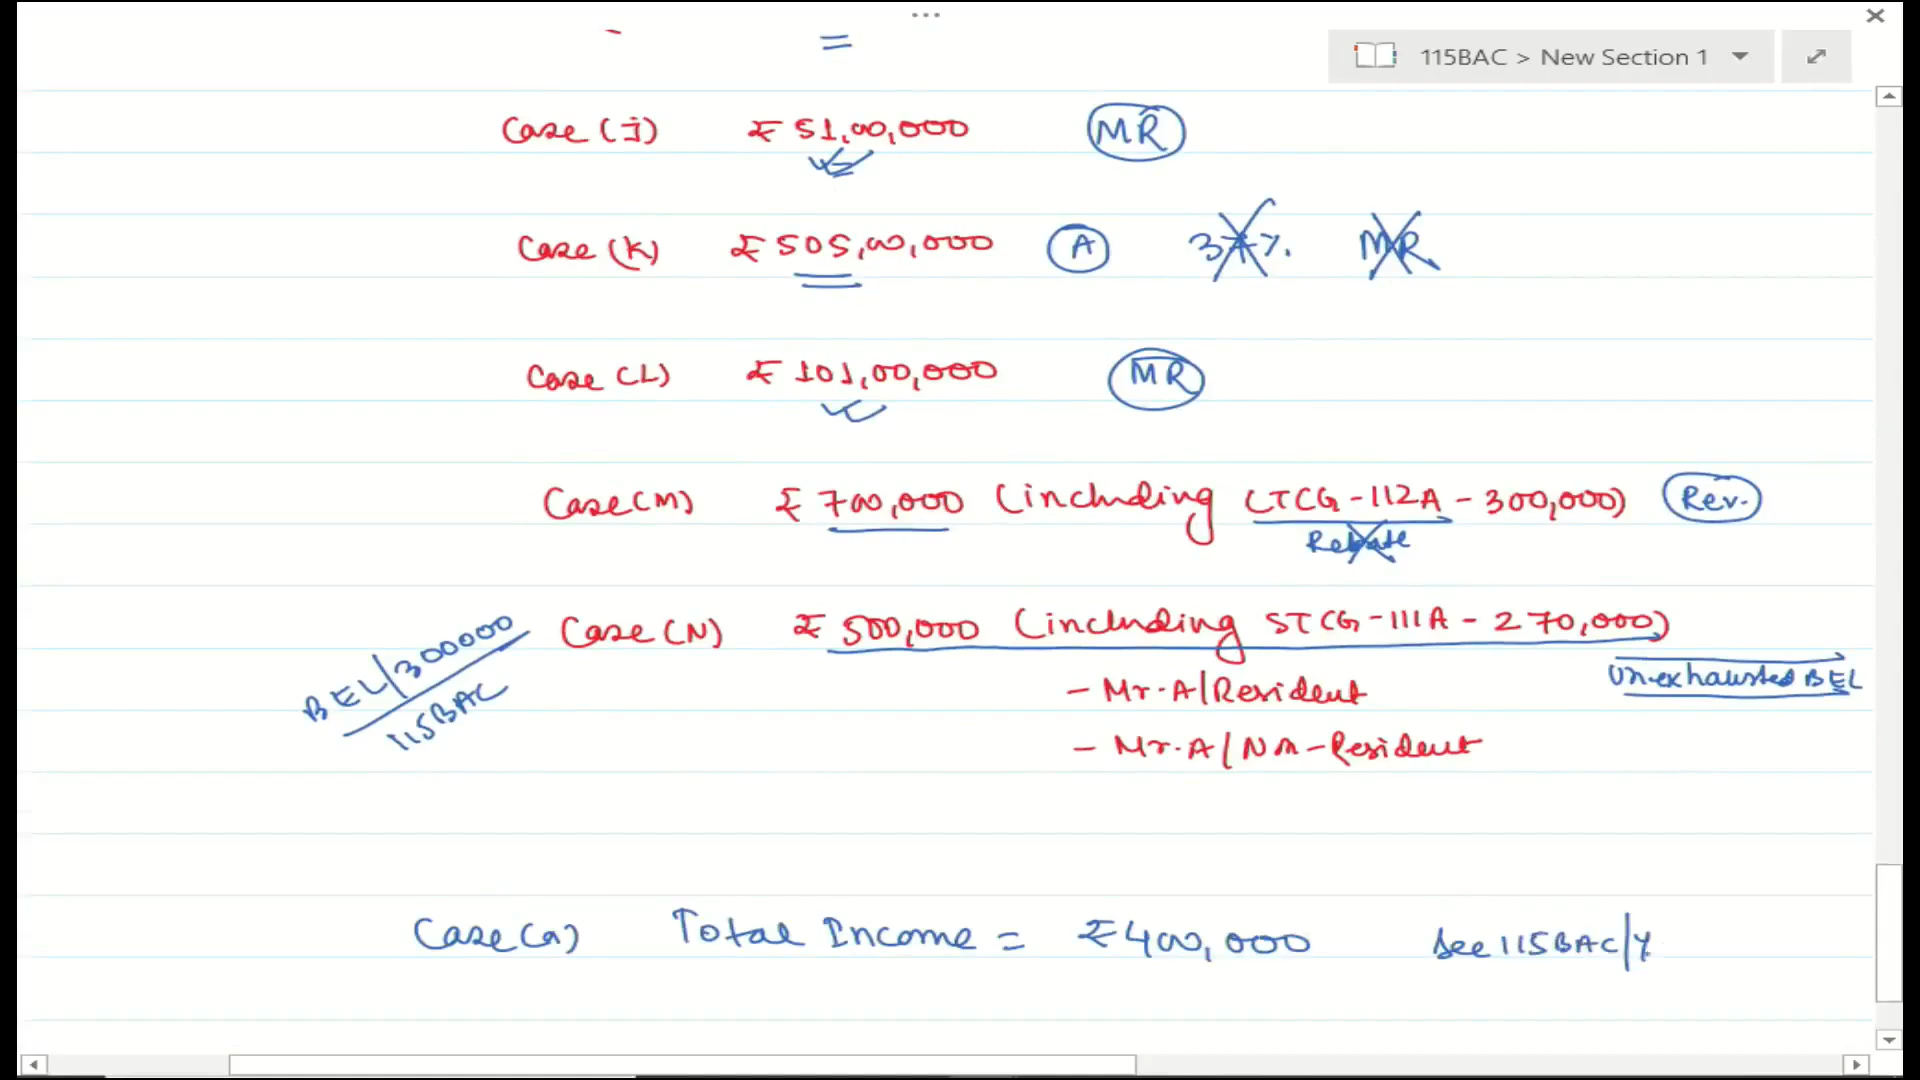 115BAC > New Section 1
=
Case (J) ₹ 51,00,000 MR
Case (K) ₹ 505,00,000 A 37%. MR
Case (L) ₹ 101,00,000 MR
Case (M) ₹ 700,000 (including LTCG-112A - 300,000) Rev.
Rebate
Case (N) ₹ 500,000 (including STCG-111A - 270,000)
BEL/300000
115BAC
Un-exhausted BEL
- Mr.A/Resident
- Mr.A/Non-Resident
Case (a) Total Income = ₹400,000 See 115BAC/Y